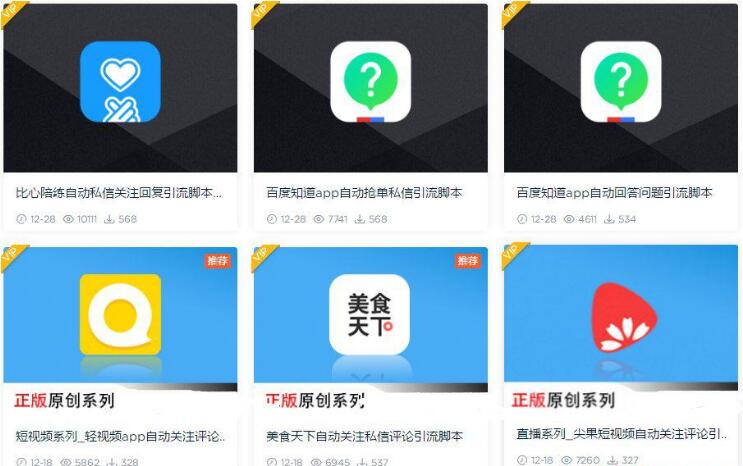 VIP
VIP
VIP
比心陪练自动私信关注回复引流脚本...
百度知道app自动抢单私信引流脚本
百度知道app自动回答问题引流脚本
12-28 10111 568
12-28 7741 568
12-28 4611 534
VIP
推荐
VIP
推荐
美食
天下
VIP
正版原创系列
正版原创系列
正版原创系列
短视频系列_轻视频app自动关注评论..
美食天下自动关注私信评论引流脚本
直播系列_尖果短视频自动关注评论引..
12-18 5862 328
12-18 6945 537
12-18 7260 327